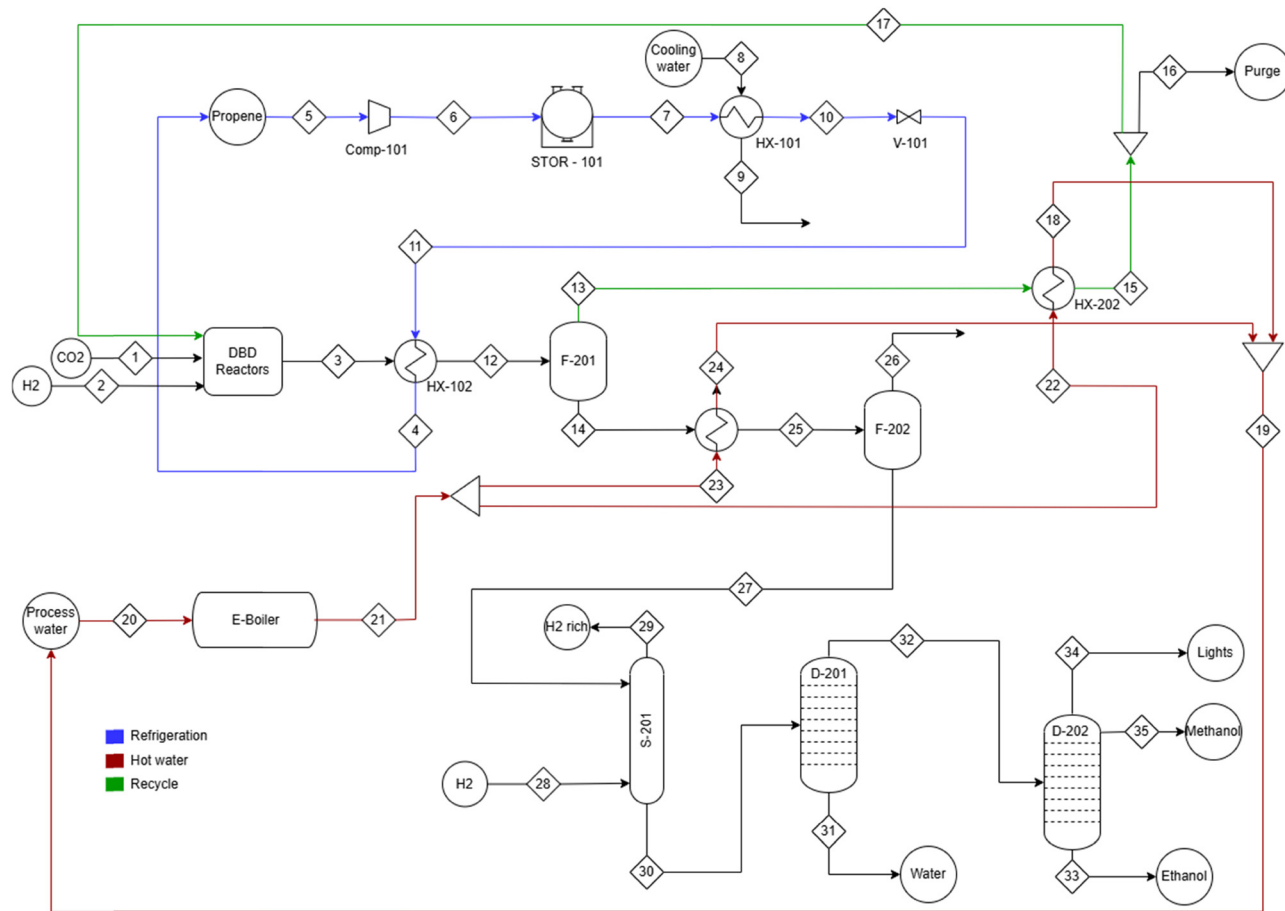 17
Cooling
water
8
16
Purge
Propene
5
6
7
10
Comp-101
STOR - 101
HX-101
V-101
9
18
11
13
15
HX-202
CO2
1
DBD
Reactors
3
12
F-201
24
26
H2
2
HX-102
22
4
14
25
F-202
19
23
27
Process
water
20
E-Boiler
21
H2 rich
29
32
D-201
34
Lights
S-201
D-202
35
Methanol
Refrigeration
Hot water
Recycle
H2
28
31
30
Water
33
Ethanol